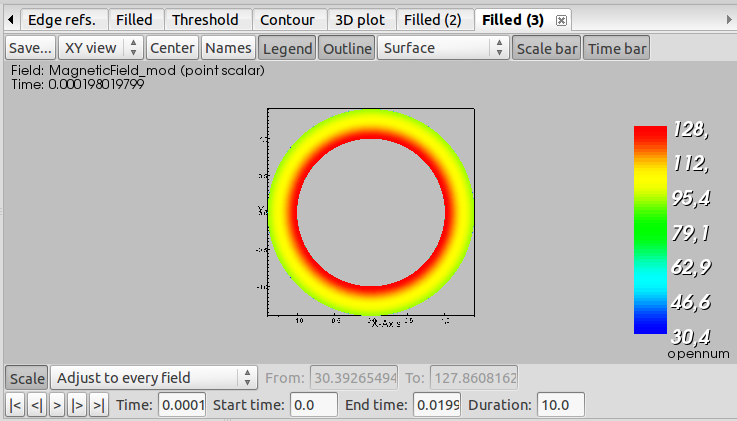 Edge refs. Filled Threshold Contour 3D plot Filled (2) Filled (3)
Save... XY view Center Names Legend Outline Surface Scale bar Time bar
Field: MagneticField_mod (point scalar)
Time: 0.000198019799
128,
112,
95,4
79,1
62,9
46,6
30,4
opennum
X-Axis
Scale Adjust to every field From: 30.39265494 To: 127.8608162
|< <| > |> >| Time: 0.0001 Start time: 0.0 End time: 0.0199 Duration: 10.0